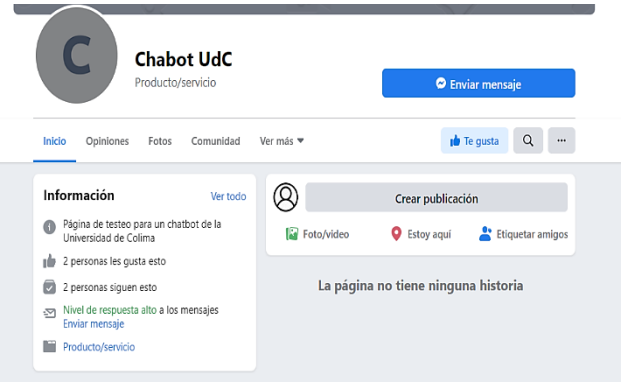 C
Chabot UdC
Producto/servicio
Enviar mensaje
Inicio Opiniones Fotos Comunidad Ver más
Te gusta
Información Ver todo
Página de testeo para un chatbot de la
Universidad de Colima
2 personas les gusta esto
2 personas siguen esto
Nivel de respuesta alto a los mensajes
Enviar mensaje
Producto/servicio
Crear publicación
Foto/video Estoy aquí Etiquetar amigos
La página no tiene ninguna historia